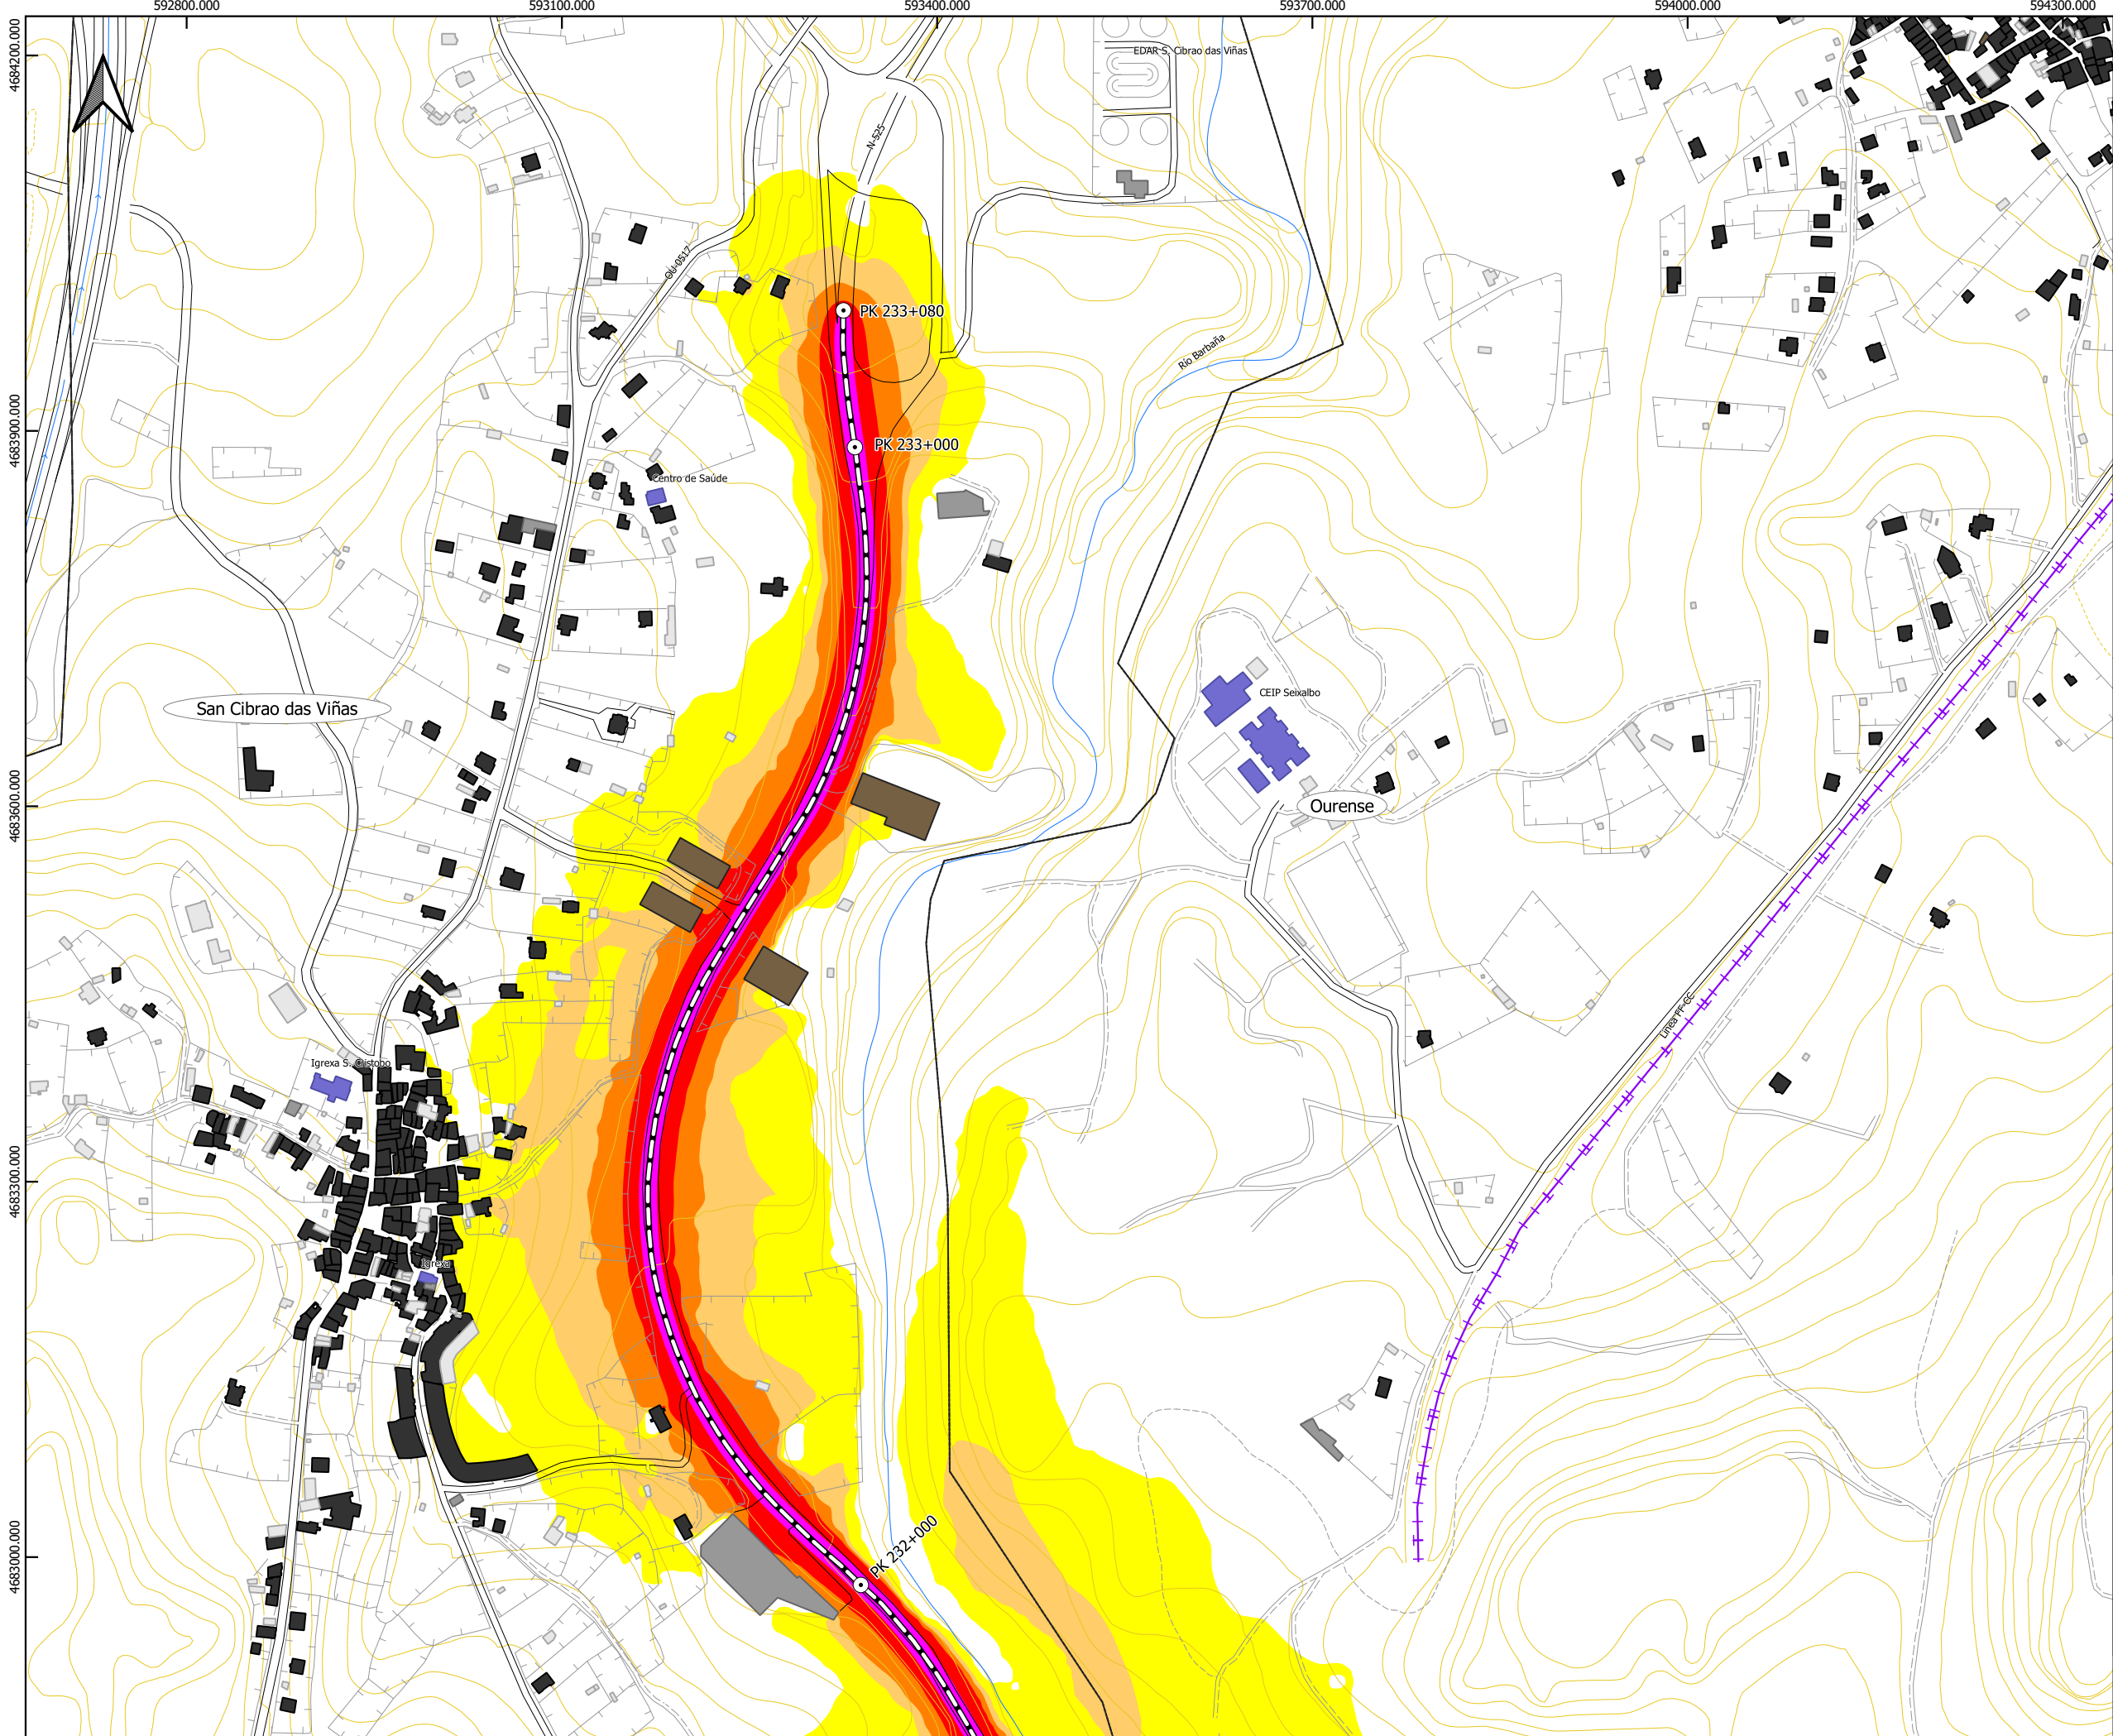 592800.000
593100.000
593400.000
593700.000
594000.000
594300.000
4684200.000
4683900.000
4683600.000
4683300.000
4683000.000
EDAR S. Cibrao das Viñas
N-525
OU-0517
PK 233+080
Río Barbaña
PK 233+000
Centro de Saúde
CEIP Seixalbo
San Cibrao das Viñas
Ourense
Línea FF-CC
Igrexa S. Cristobo
Igrexa
PK 232+000